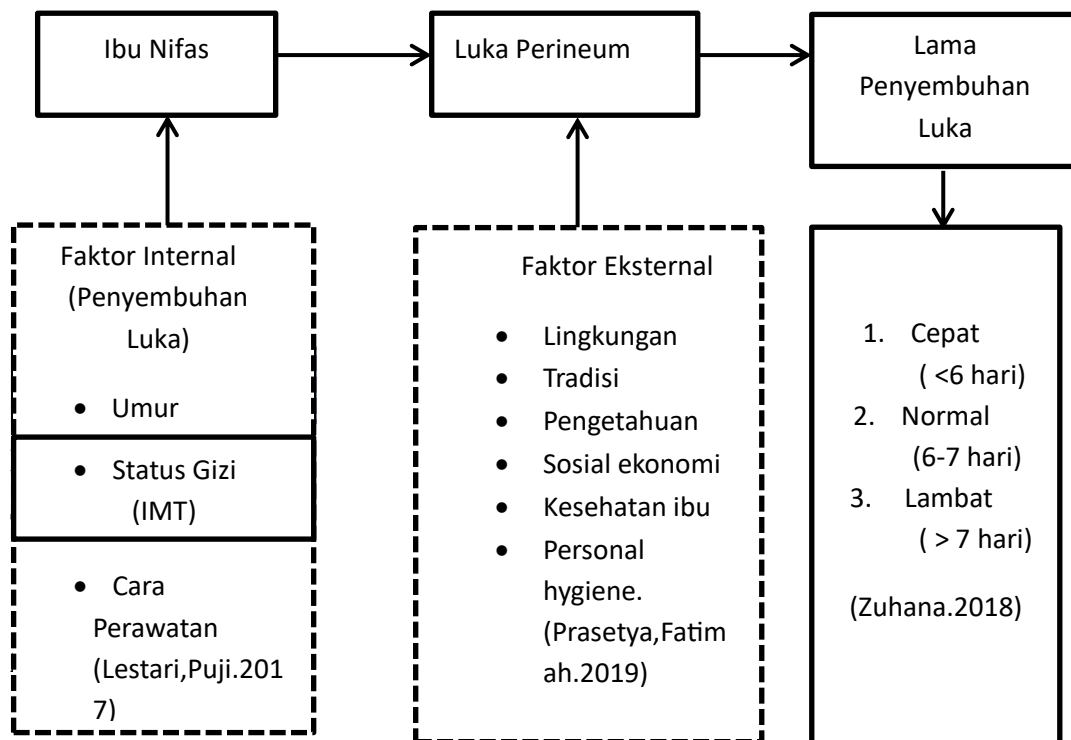 Ibu Nifas
Luka Perineum
Lama
Penyembuhan
Luka
Faktor Internal
(Penyembuhan
Luka)
• Umur
• Status Gizi
(IMT)
• Cara
Perawatan
(Lestari,Puji.201
7)
Faktor Eksternal
• Lingkungan
• Tradisi
• Pengetahuan
• Sosial ekonomi
• Kesehatan ibu
• Personal
hygiene.
(Prasetya,Fatim
ah.2019)
1. Cepat
( <6 hari)
2. Normal
(6-7 hari)
3. Lambat
( > 7 hari)
(Zuhana.2018)